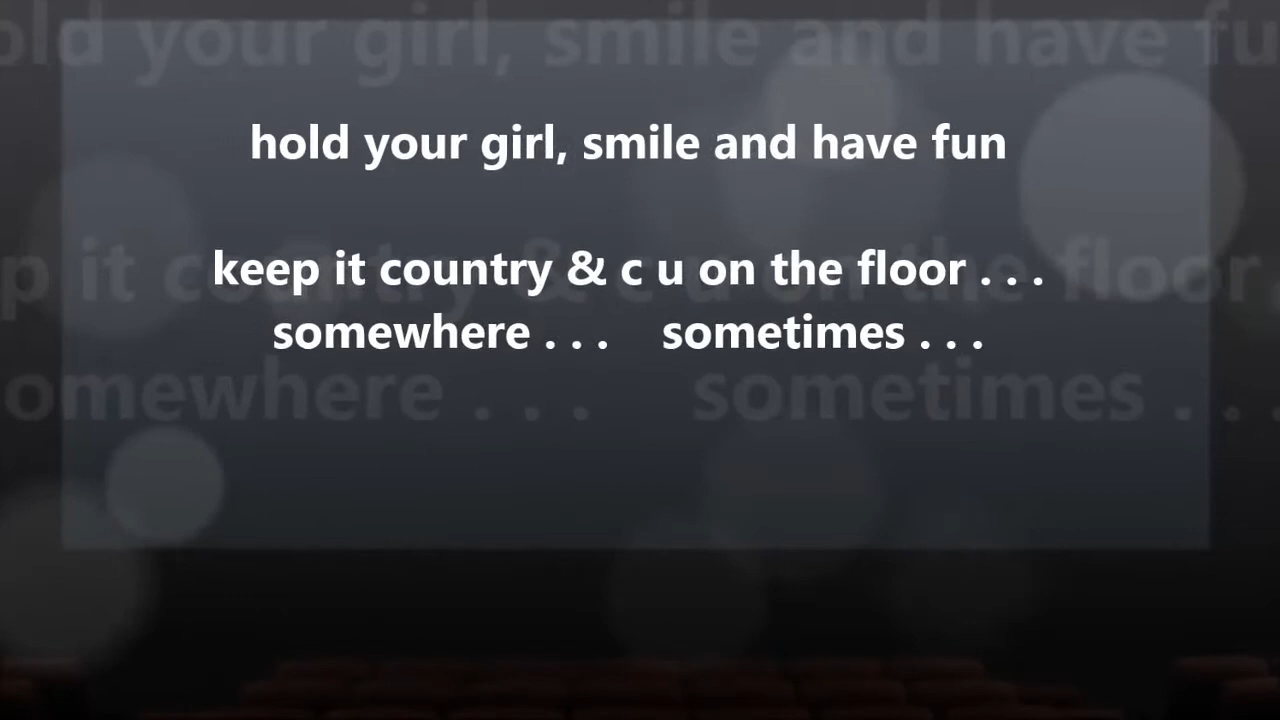 hold your girl, smile and have fun
keep it country & c u on the floor . . .
somewhere . . . sometimes . . .